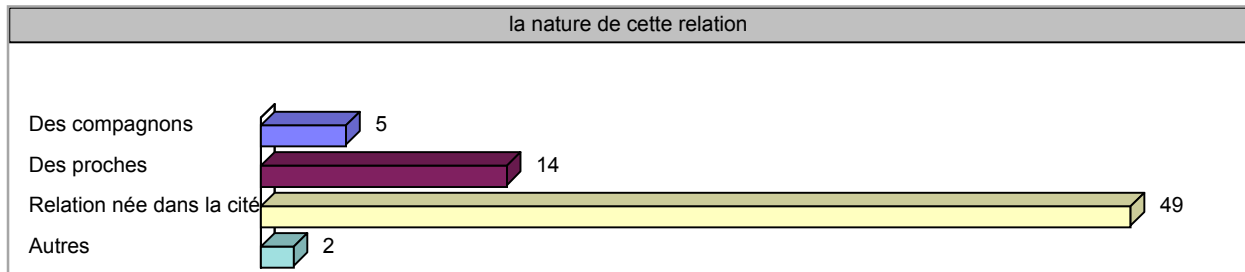 la nature de cette relation
Des compagnons 5
Des proches 14
Relation née dans la cité 49
Autres 2